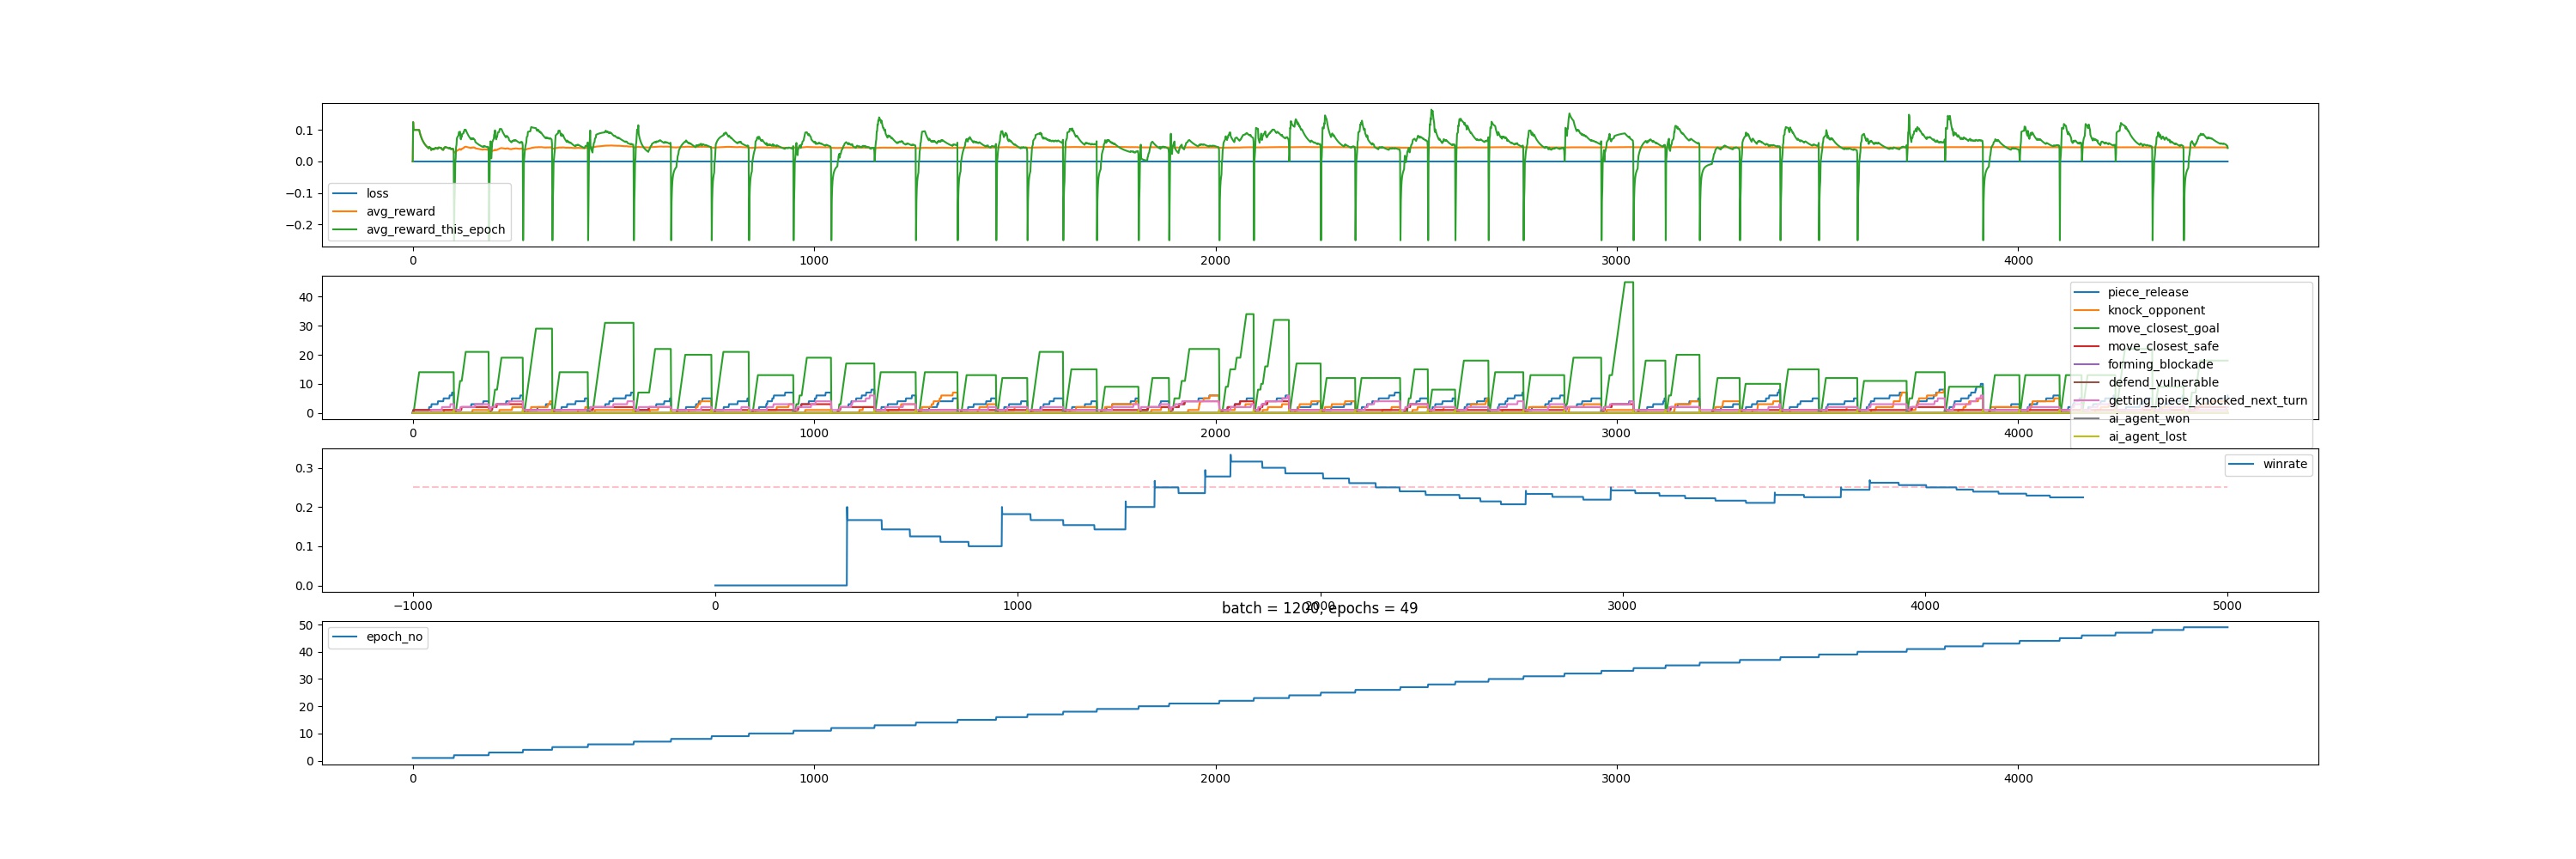 0.1
0.0
−0.1
−0.2
loss
avg_reward
avg_reward_this_epoch
0 1000 2000 3000 4000
40
30
20
10
0
piece_release
knock_opponent
move_closest_goal
move_closest_safe
forming_blockade
defend_vulnerable
getting_piece_knocked_next_turn
ai_agent_won
ai_agent_lost
0 1000 2000 3000 4000
0.3
0.2
0.1
0.0
winrate
−1000 0 1000 2000 3000 4000 5000
batch = 1200, epochs = 49
50
40
30
20
10
0
epoch_no
0 1000 2000 3000 4000